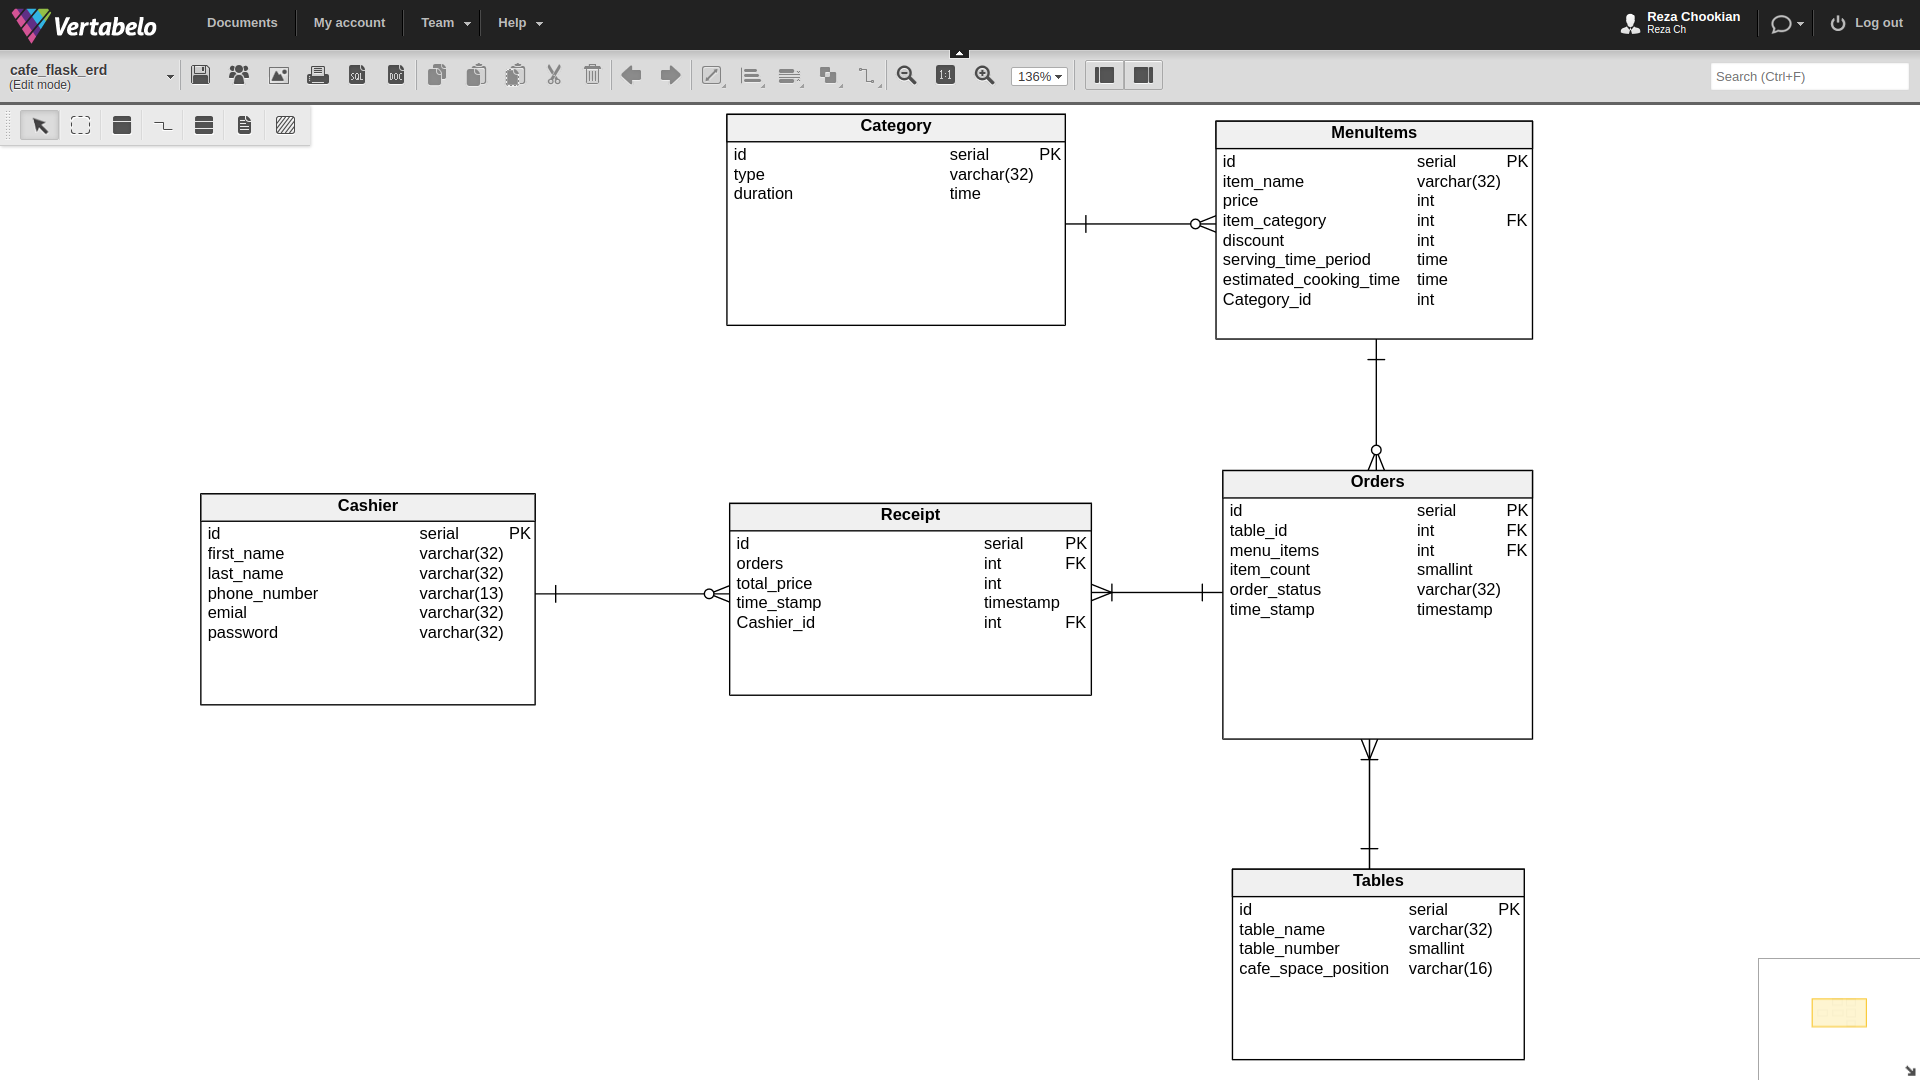 Vertabelo
Documents
My account
Team
Help
Reza Chookian
Reza Ch
Log out
cafe_flask_erd
(Edit mode)
SQL
DOC
1:1
136%
Search (Ctrl+F)
Category
id serial PK
type varchar(32)
duration time
MenuItems
id serial PK
item_name varchar(32)
price int
item_category int FK
discount int
serving_time_period time
estimated_cooking_time time
Category_id int
Cashier
id serial PK
first_name varchar(32)
last_name varchar(32)
phone_number varchar(13)
emial varchar(32)
password varchar(32)
Receipt
id serial PK
orders int FK
total_price int
time_stamp timestamp
Cashier_id int FK
Orders
id serial PK
table_id int FK
menu_items int FK
item_count smallint
order_status varchar(32)
time_stamp timestamp
Tables
id serial PK
table_name varchar(32)
table_number smallint
cafe_space_position varchar(16)